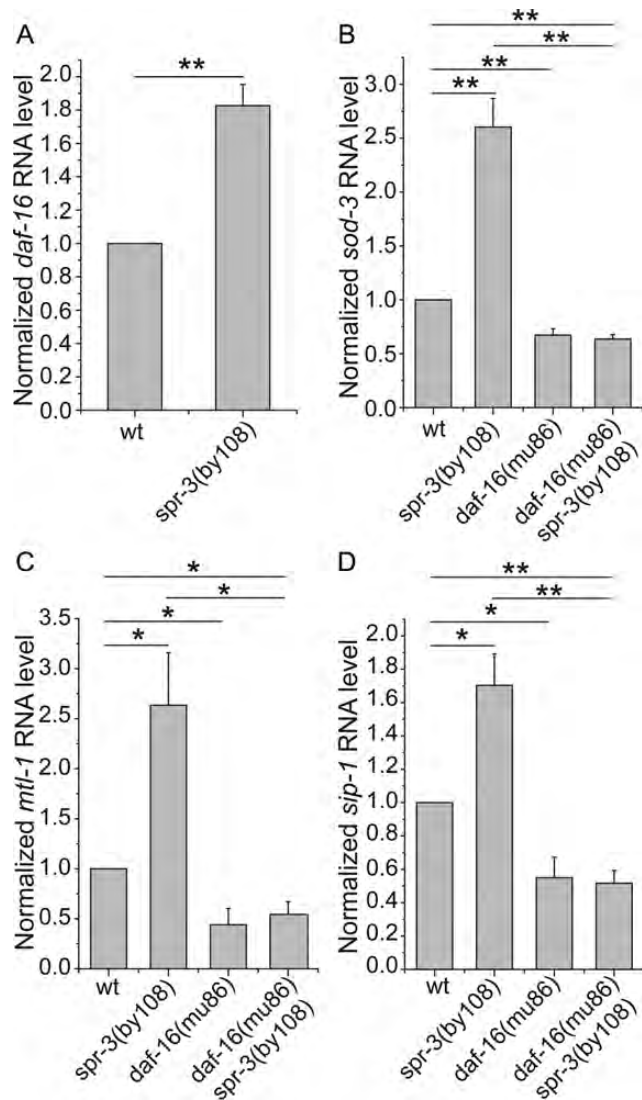 A
**
Normalized daf-16 RNA level
2.0
1.8
1.6
1.4
1.2
1.0
0.8
0.6
0.4
0.2
0.0
wt
spr-3(by108)
B
**
**
**
**
Normalized sod-3 RNA level
3.0
2.5
2.0
1.5
1.0
0.5
0.0
wt
spr-3(by108)
daf-16(mu86)
daf-16(mu86)
spr-3(by108)
C
*
*
*
*
Normalized mtl-1 RNA level
3.5
3.0
2.5
2.0
1.5
1.0
0.5
0.0
wt
spr-3(by108)
daf-16(mu86)
daf-16(mu86)
spr-3(by108)
D
**
**
*
*
Normalized sip-1 RNA level
2.0
1.8
1.6
1.4
1.2
1.0
0.8
0.6
0.4
0.2
0.0
wt
spr-3(by108)
daf-16(mu86)
daf-16(mu86)
spr-3(by108)